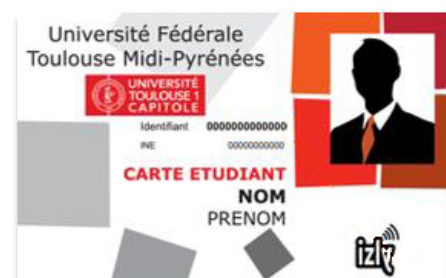 Université Fédérale
Toulouse Midi-Pyrénées
UNIVERSITÉ
TOULOUSE 1
CAPITOLE
Identifiant 0000000000000
INE 00000000000
CARTE ETUDIANT
NOM
PRENOM
izly